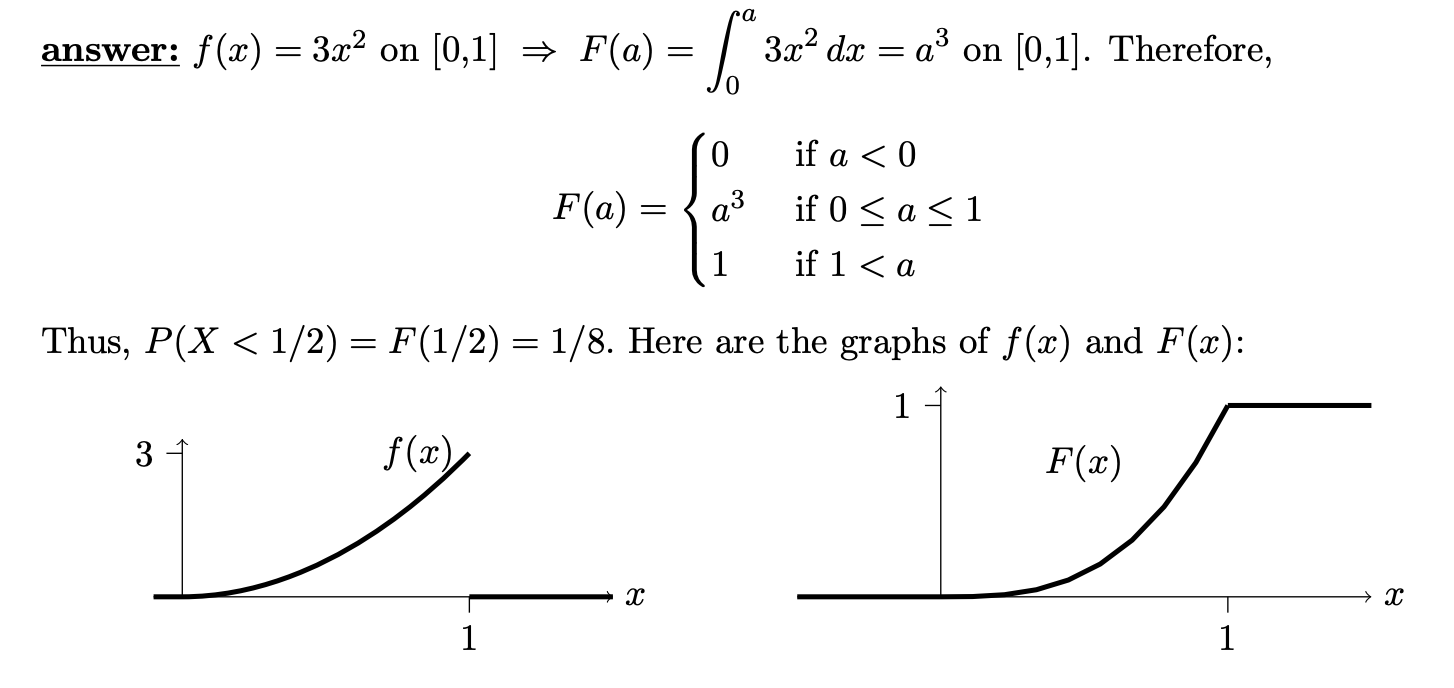 answer: f(x) = 3x² on [0,1] ⇒ F(a) = ∫₀ᵃ 3x² dx = a³ on [0,1]. Therefore,
F(a) = { 0 if a < 0
a³ if 0 ≤ a ≤ 1
1 if 1 < a
Thus, P(X < 1/2) = F(1/2) = 1/8. Here are the graphs of f(x) and F(x):
3 f(x)
x
1
1
F(x)
x
1